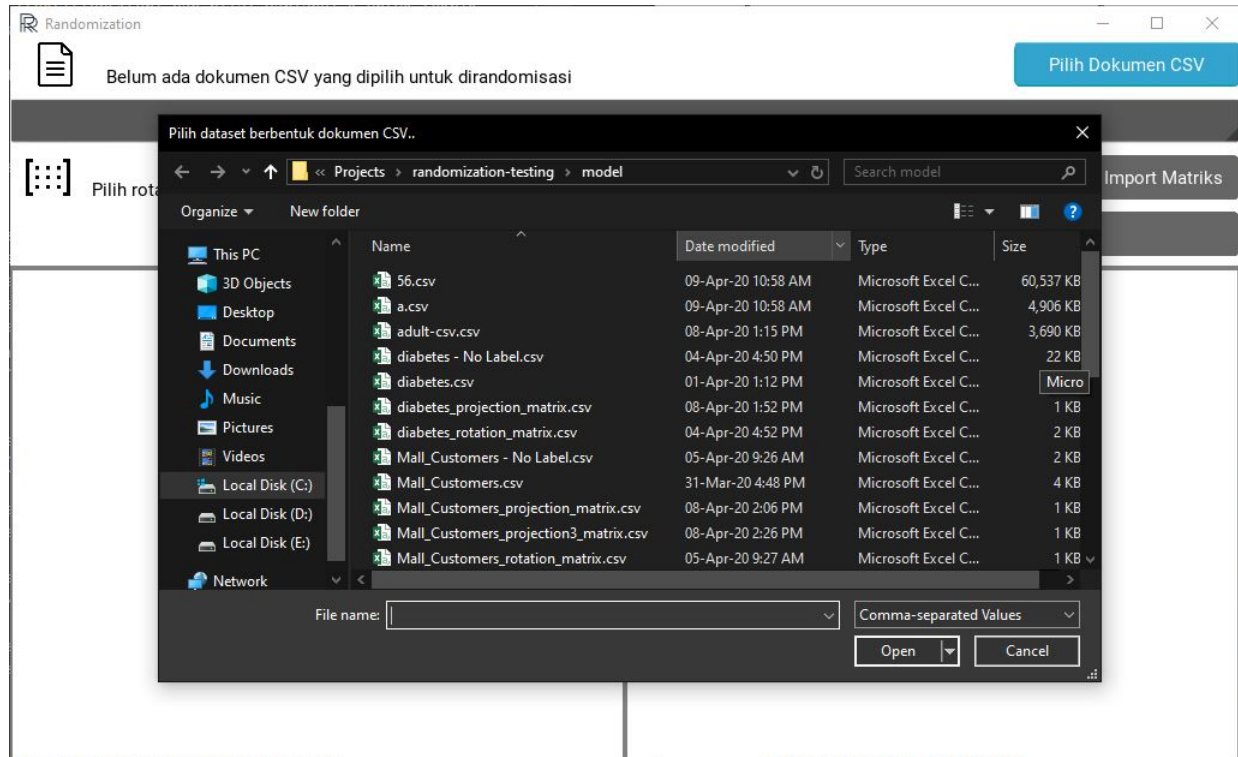 Randomization
Belum ada dokumen CSV yang dipilih untuk dirandomisasi
Pilih Dokumen CSV
Pilih dataset berbentuk dokumen CSV..
« Projects › randomization-testing › model
Search model
Pilih
Import Matriks
Organize
New folder
Name Date modified Type Size
This PC
3D Objects
Desktop
Documents
Downloads
Music
Pictures
Videos
Local Disk (C:)
Local Disk (D:)
Local Disk (E:)
Network
56.csv 09-Apr-20 10:58 AM Microsoft Excel C... 60,537 KB
a.csv 09-Apr-20 10:58 AM Microsoft Excel C... 4,906 KB
adult-csv.csv 08-Apr-20 1:15 PM Microsoft Excel C... 3,690 KB
diabetes - No Label.csv 04-Apr-20 4:50 PM Microsoft Excel C... 22 KB
diabetes.csv 01-Apr-20 1:12 PM Microsoft Excel C... Micro
diabetes_projection_matrix.csv 08-Apr-20 1:52 PM Microsoft Excel C... 1 KB
diabetes_rotation_matrix.csv 04-Apr-20 4:52 PM Microsoft Excel C... 2 KB
Mall_Customers - No Label.csv 05-Apr-20 9:26 AM Microsoft Excel C... 2 KB
Mall_Customers.csv 31-Mar-20 4:48 PM Microsoft Excel C... 4 KB
Mall_Customers_projection_matrix.csv 08-Apr-20 2:06 PM Microsoft Excel C... 1 KB
Mall_Customers_projection3_matrix.csv 08-Apr-20 2:26 PM Microsoft Excel C... 1 KB
Mall_Customers_rotation_matrix.csv 05-Apr-20 9:27 AM Microsoft Excel C... 1 KB
File name:
Comma-separated Values
Open
Cancel